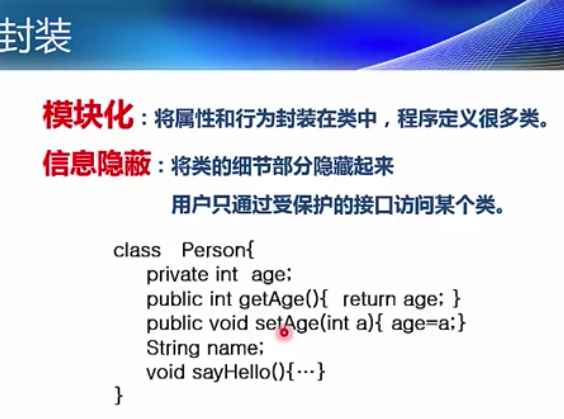 封装
模块化：将属性和行为封装在类中，程序定义很多类。
信息隐蔽：将类的细节部分隐藏起来
用户只通过受保护的接口访问某个类。
class Person{
private int age;
public int getAge(){ return age; }
public void setAge(int a){ age=a;}
String name;
void sayHello(){…}
}